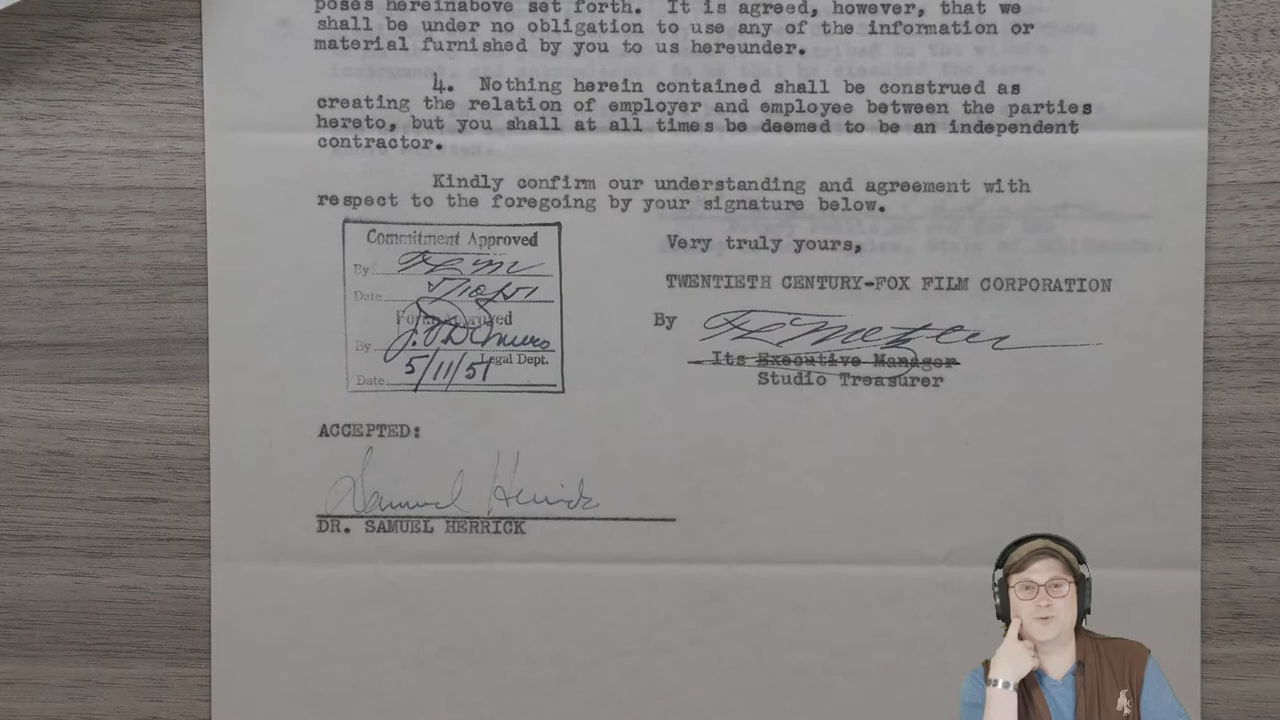 poses hereinabove set forth. It is agreed, however, that we
shall be under no obligation to use any of the information or
material furnished by you to us hereunder.
4. Nothing herein contained shall be construed as
creating the relation of employer and employee between the parties
hereto, but you shall at all times be deemed to be an independent
contractor.
Kindly confirm our understanding and agreement with
respect to the foregoing by your signature below.
Commitment Approved
By
Date 5/10/51
Form Approved
By
Legal Dept.
Date 5/11/51
Very truly yours,
TWENTIETH CENTURY-FOX FILM CORPORATION
By
Its Executive Manager
Studio Treasurer
ACCEPTED:
Samuel Herrick
DR. SAMUEL HERRICK